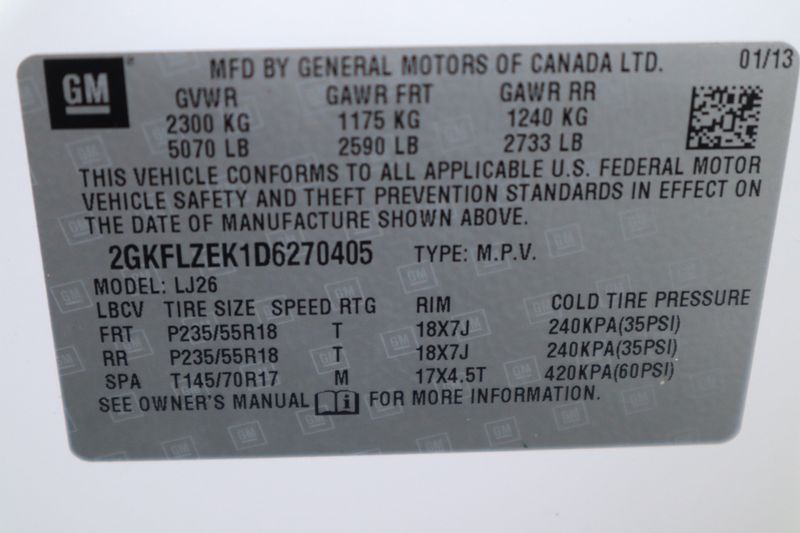 GM
MFD BY GENERAL MOTORS OF CANADA LTD. 01/13
GVWR GAWR FRT GAWR RR
2300 KG 1175 KG 1240 KG
5070 LB 2590 LB 2733 LB
THIS VEHICLE CONFORMS TO ALL APPLICABLE U.S. FEDERAL MOTOR
VEHICLE SAFETY AND THEFT PREVENTION STANDARDS IN EFFECT ON
THE DATE OF MANUFACTURE SHOWN ABOVE.
2GKFLZEK1D6270405 TYPE: M.P.V.
MODEL: LJ26
LBCV TIRE SIZE SPEED RTG RIM COLD TIRE PRESSURE
FRT P235/55R18 T 18X7J 240KPA(35PSI)
RR P235/55R18 T 18X7J 240KPA(35PSI)
SPA T145/70R17 M 17X4.5T 420KPA(60PSI)
SEE OWNER'S MANUAL FOR MORE INFORMATION.